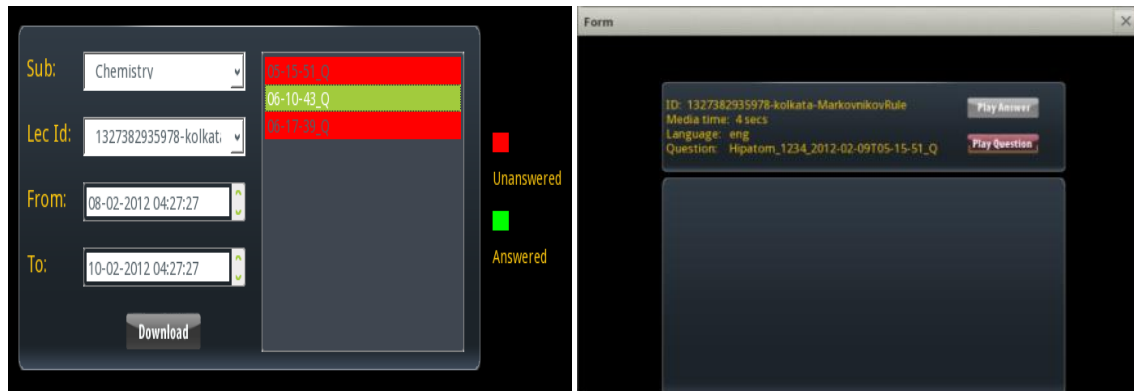 Sub:
Chemistry
Lec Id:
1327382935978-kolkat
From:
08-02-2012 04:27:27
To:
10-02-2012 04:27:27
Download
05-15-51_Q
06-10-43_Q
06-17-39_Q
Unanswered
Answered
Form
ID: 1327382935978-kolkata-MarkovnikovRule
Media time: 4 secs
Language: eng
Question: Hipatom_1234_2012-02-09T05-15-51_Q
Play Answer
Play Question